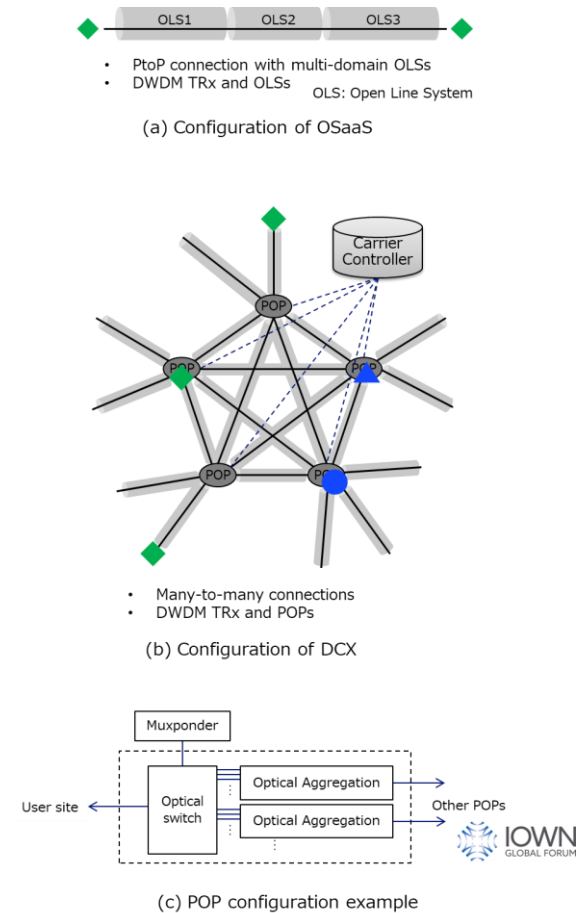 OLS1 OLS2 OLS3
• PtoP connection with multi-domain OLSs
• DWDM TRx and OLSs
OLS: Open Line System
(a) Configuration of OSaaS
Carrier
Controller
POP
POP
POP
POP
POP
• Many-to-many connections
• DWDM TRx and POPs
(b) Configuration of DCX
Muxponder
User site
Optical
switch
Optical Aggregation
Optical Aggregation
Other POPs
IOWN
GLOBAL FORUM
(c) POP configuration example